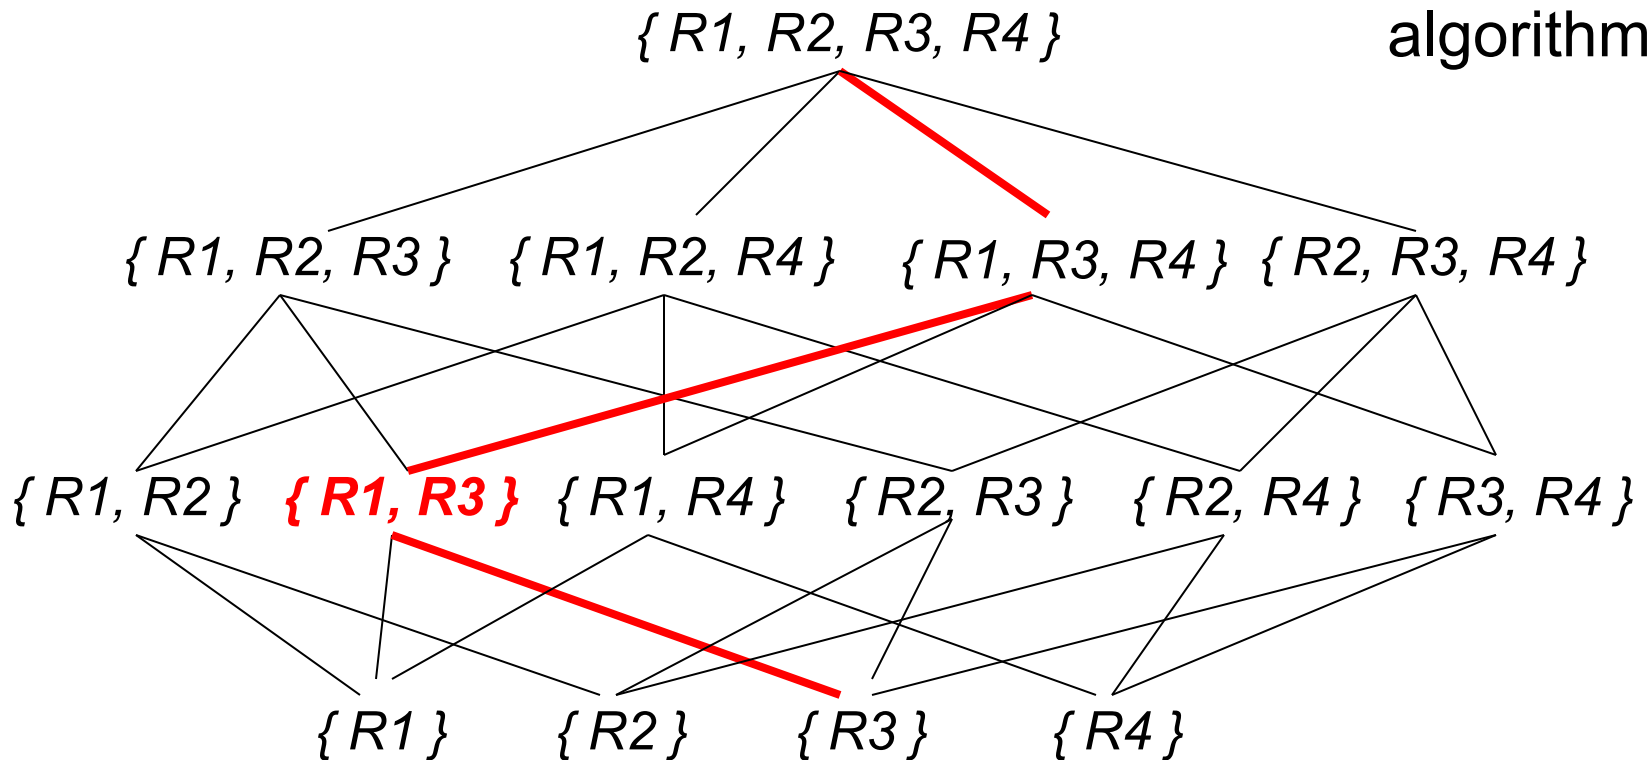 { R1, R2, R3, R4 } algorithm
{ R1, R2, R3 } { R1, R2, R4 } { R1, R3, R4 } { R2, R3, R4 }
{ R1, R2 } { R1, R3 } { R1, R4 } { R2, R3 } { R2, R4 } { R3, R4 }
{ R1 } { R2 } { R3 } { R4 }